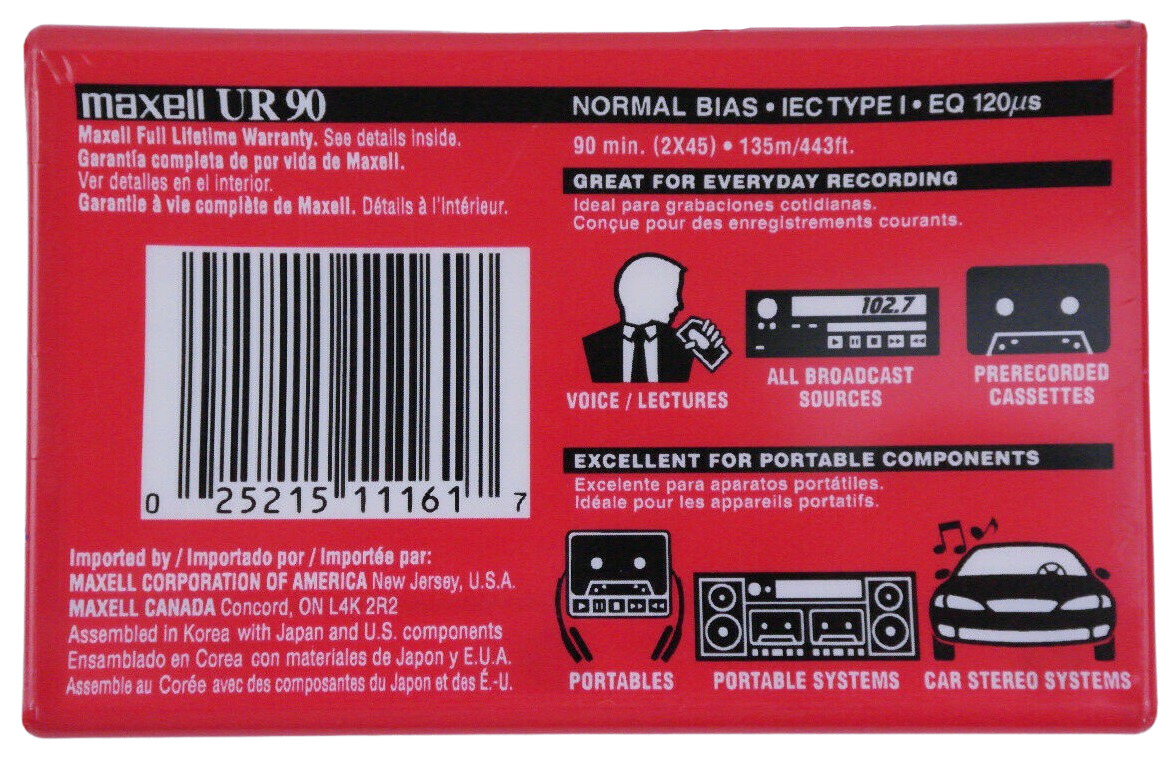 maxell UR 90
Maxell Full Lifetime Warranty. See details inside.
Garantía completa de por vida de Maxell.
Ver detalles en el interior.
Garantie à vie complète de Maxell. Détails à l'intérieur.
0 25215 11161 7
Imported by / Importado por / Importée par:
MAXELL CORPORATION OF AMERICA New Jersey, U.S.A.
MAXELL CANADA Concord, ON L4K 2R2
Assembled in Korea with Japan and U.S. components
Ensamblado en Corea con materiales de Japon y E.U.A.
Assemble au Corée avec des composantes du Japon et des É.-U.
NORMAL BIAS • IEC TYPE I • EQ 120µs
90 min. (2X45) • 135m/443ft.
GREAT FOR EVERYDAY RECORDING
Ideal para grabaciones cotidianas.
Conçue pour des enregistrements courants.
102.7
VOICE / LECTURES
ALL BROADCAST
SOURCES
PRERECORDED
CASSETTES
EXCELLENT FOR PORTABLE COMPONENTS
Excelente para aparatos portátiles.
Idéale pour les appareils portatifs.
PORTABLES
PORTABLE SYSTEMS
CAR STEREO SYSTEMS